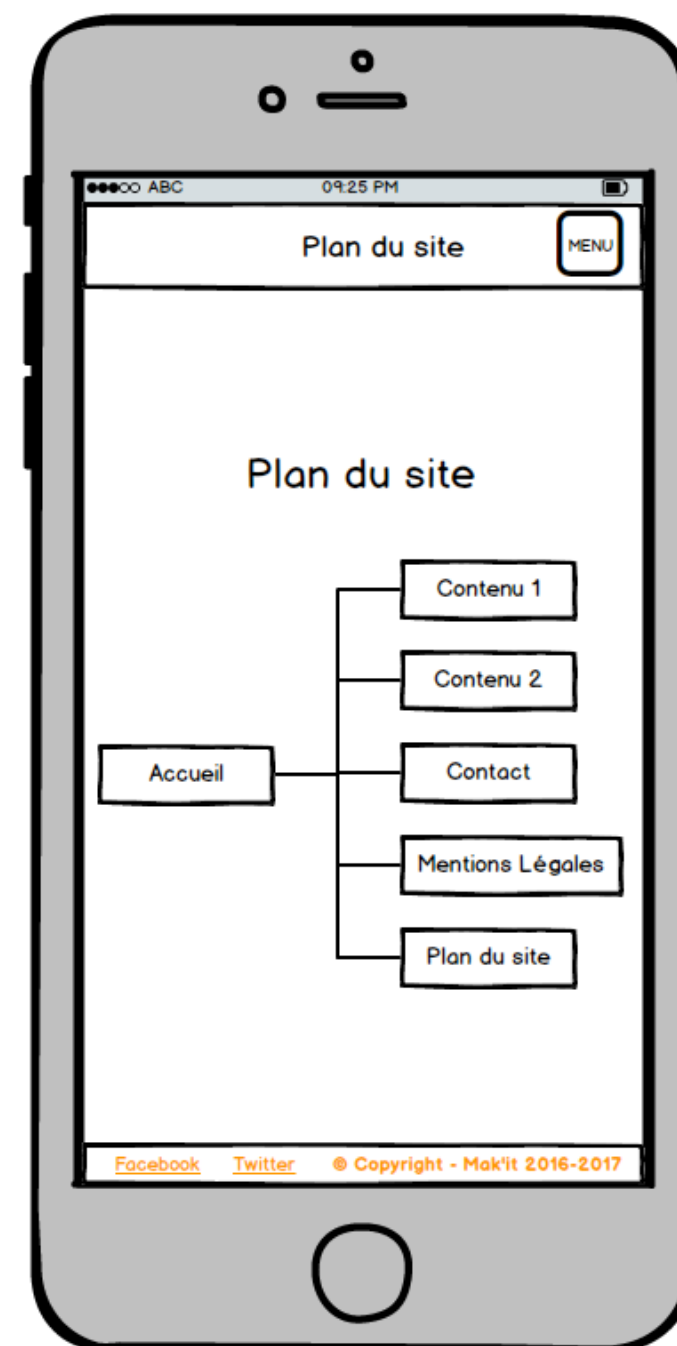 ABC 09:25 PM
Plan du site MENU
Plan du site
Contenu 1
Contenu 2
Accueil
Contact
Mentions Légales
Plan du site
Facebook Twitter © Copyright - Mak'it 2016-2017